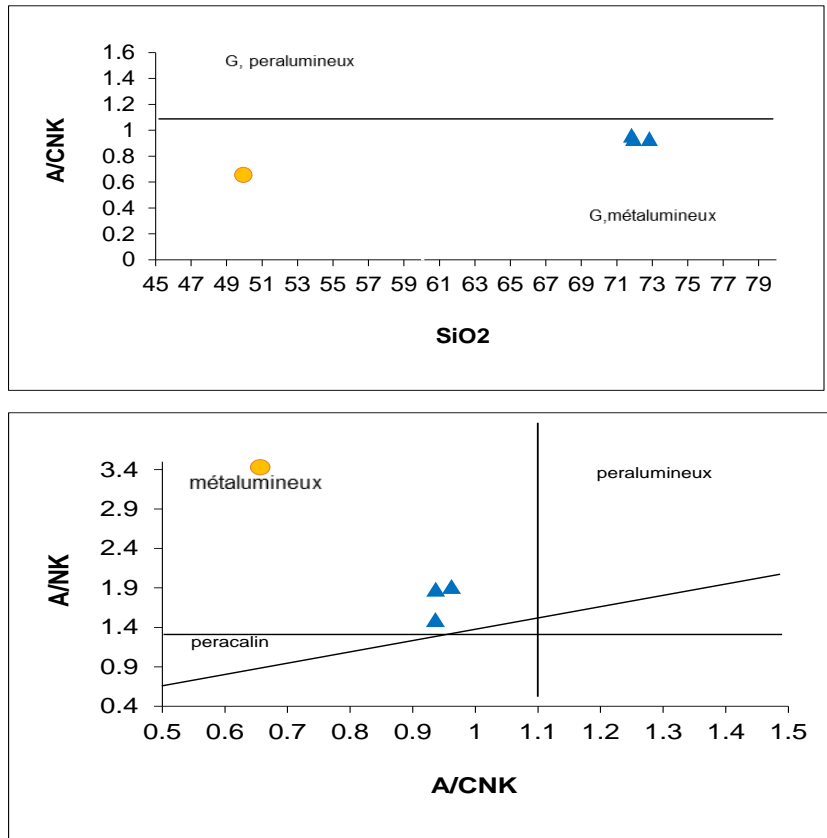 G, peralumineux
1.6
1.4
1.2
1
0.8
0.6
0.4
0.2
0
A/CNK
G,métalumineux
45 47 49 51 53 55 57 59 61 63 65 67 69 71 73 75 77 79
SiO2
3.4
2.9
2.4
1.9
1.4
0.9
0.4
A/NK
métalumineux
peralumineux
peracalin
0.5 0.6 0.7 0.8 0.9 1 1.1 1.2 1.3 1.4 1.5
A/CNK